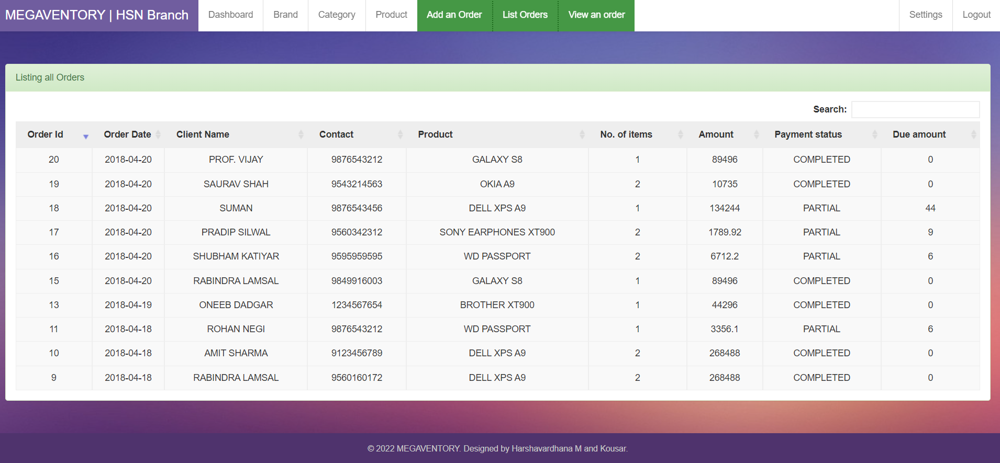 MEGAVENTORY | HSN Branch Dashboard Brand Category Product Add an Order List Orders View an order Settings Logout
Listing all Orders
Search:
Order Id Order Date Client Name Contact Product No. of items Amount Payment status Due amount
20 2018-04-20 PROF. VIJAY 9876543212 GALAXY S8 1 89496 COMPLETED 0
19 2018-04-20 SAURAV SHAH 9543214563 OKIA A9 2 10735 COMPLETED 0
18 2018-04-20 SUMAN 9876543456 DELL XPS A9 1 134244 PARTIAL 44
17 2018-04-20 PRADIP SILWAL 9560342312 SONY EARPHONES XT900 2 1789.92 PARTIAL 9
16 2018-04-20 SHUBHAM KATIYAR 9595959595 WD PASSPORT 2 6712.2 PARTIAL 6
15 2018-04-20 RABINDRA LAMSAL 9849916003 GALAXY S8 1 89496 COMPLETED 0
13 2018-04-19 ONEEB DADGAR 1234567654 BROTHER XT900 1 44296 COMPLETED 0
11 2018-04-18 ROHAN NEGI 9876543212 WD PASSPORT 1 3356.1 PARTIAL 6
10 2018-04-18 AMIT SHARMA 9123456789 DELL XPS A9 2 268488 COMPLETED 0
9 2018-04-18 RABINDRA LAMSAL 9560160172 DELL XPS A9 2 268488 COMPLETED 0
© 2022 MEGAVENTORY. Designed by Harshavardhana M and Kousar.